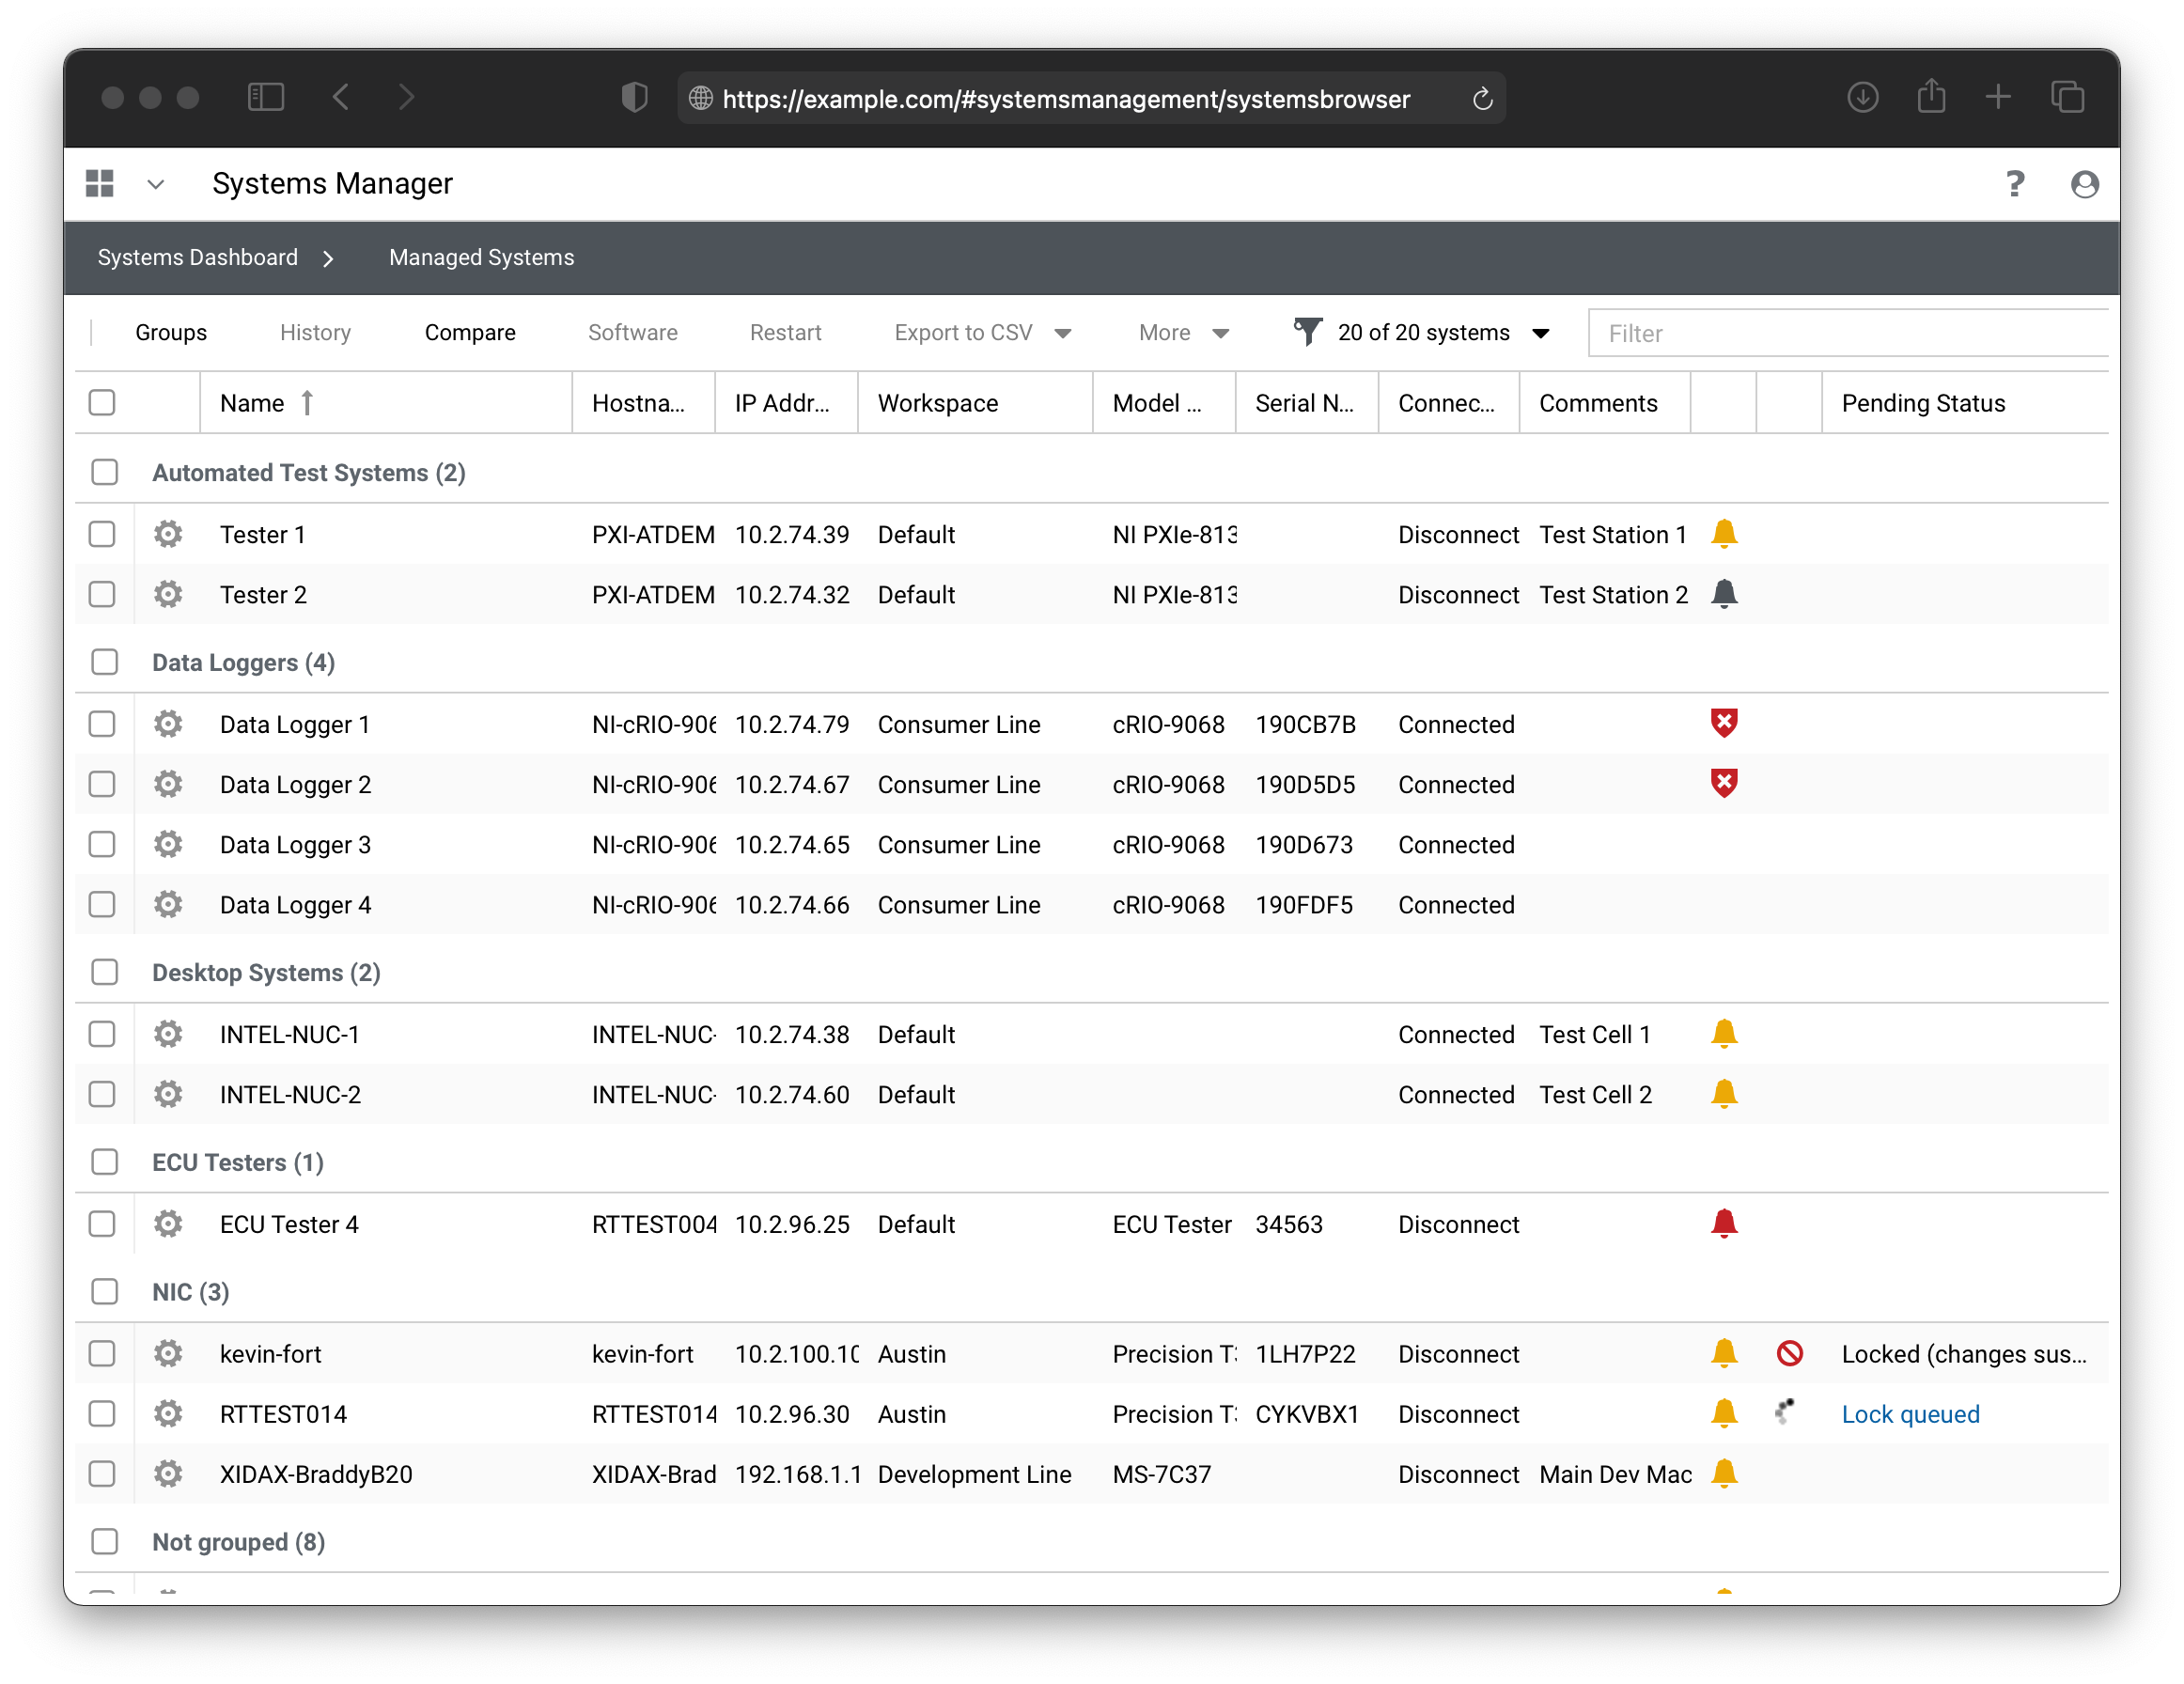 https://example.com/#systemsmanagement/systemsbrowser
Systems Manager ?
Systems Dashboard Managed Systems
Groups History Compare Software Restart Export to CSV More 20 of 20 systems Filter
Name Hostna... IP Addr... Workspace Model ... Serial N... Connec... Comments Pending Status
Automated Test Systems (2)
Tester 1 PXI-ATDEM 10.2.74.39 Default NI PXIe-813 Disconnect Test Station 1
Tester 2 PXI-ATDEM 10.2.74.32 Default NI PXIe-813 Disconnect Test Station 2
Data Loggers (4)
Data Logger 1 NI-cRIO-906 10.2.74.79 Consumer Line cRIO-9068 190CB7B Connected
Data Logger 2 NI-cRIO-906 10.2.74.67 Consumer Line cRIO-9068 190D5D5 Connected
Data Logger 3 NI-cRIO-906 10.2.74.65 Consumer Line cRIO-9068 190D673 Connected
Data Logger 4 NI-cRIO-906 10.2.74.66 Consumer Line cRIO-9068 190FDF5 Connected
Desktop Systems (2)
INTEL-NUC-1 INTEL-NUC- 10.2.74.38 Default Connected Test Cell 1
INTEL-NUC-2 INTEL-NUC- 10.2.74.60 Default Connected Test Cell 2
ECU Testers (1)
ECU Tester 4 RTTEST004 10.2.96.25 Default ECU Tester 34563 Disconnect
NIC (3)
kevin-fort kevin-fort 10.2.100.10 Austin Precision T3 1LH7P22 Disconnect Locked (changes sus...
RTTEST014 RTTEST014 10.2.96.30 Austin Precision T3 CYKVBX1 Disconnect Lock queued
XIDAX-BraddyB20 XIDAX-Brad 192.168.1.1 Development Line MS-7C37 Disconnect Main Dev Mac
Not grouped (8)